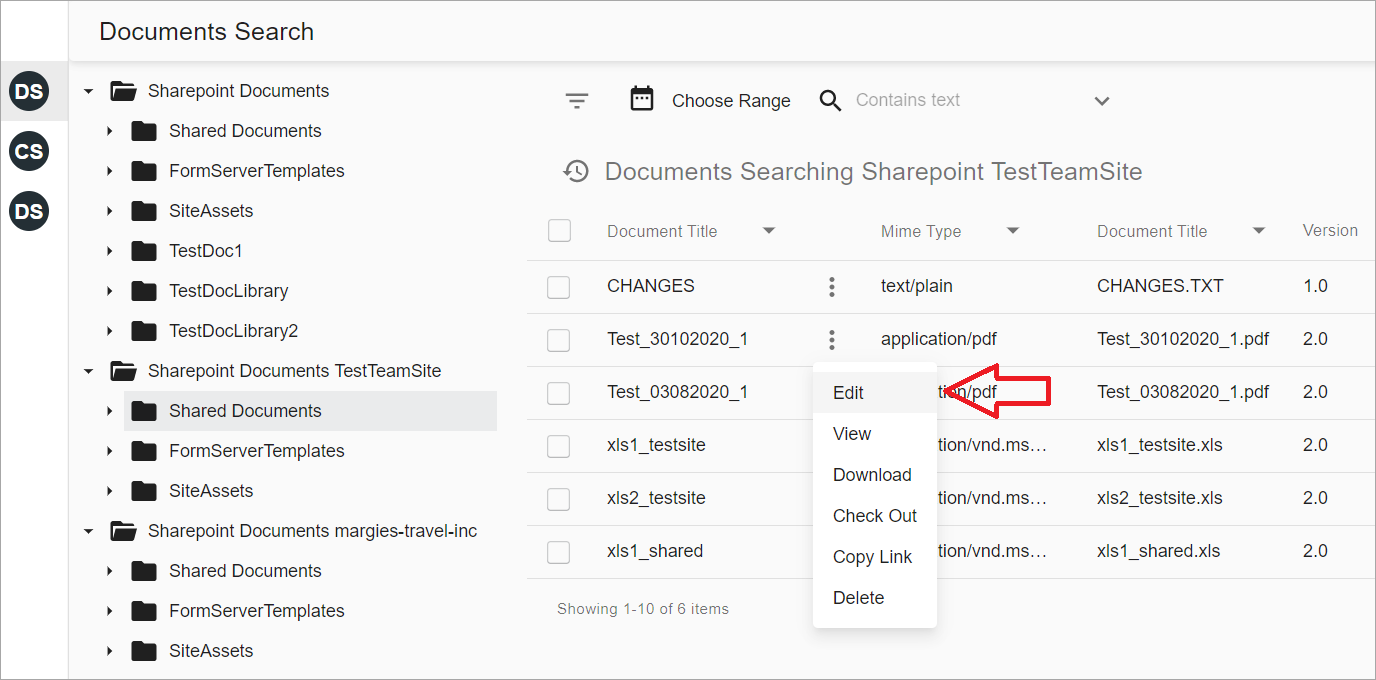 Documents Search
DS
CS
DS
Sharepoint Documents
Shared Documents
FormServerTemplates
SiteAssets
TestDoc1
TestDocLibrary
TestDocLibrary2
Sharepoint Documents TestTeamSite
Shared Documents
FormServerTemplates
SiteAssets
Sharepoint Documents margies-travel-inc
Shared Documents
FormServerTemplates
SiteAssets
Choose Range Contains text
Documents Searching Sharepoint TestTeamSite
Document Title Mime Type Document Title Version
CHANGES text/plain CHANGES.TXT 1.0
Test_30102020_1 application/pdf Test_30102020_1.pdf 2.0
Test_03082020_1 tion/pdf Test_03082020_1.pdf 2.0
xls1_testsite tion/vnd.ms… xls1_testsite.xls 2.0
xls2_testsite tion/vnd.ms… xls2_testsite.xls 2.0
xls1_shared tion/vnd.ms… xls1_shared.xls 2.0
Showing 1-10 of 6 items
Edit
View
Download
Check Out
Copy Link
Delete